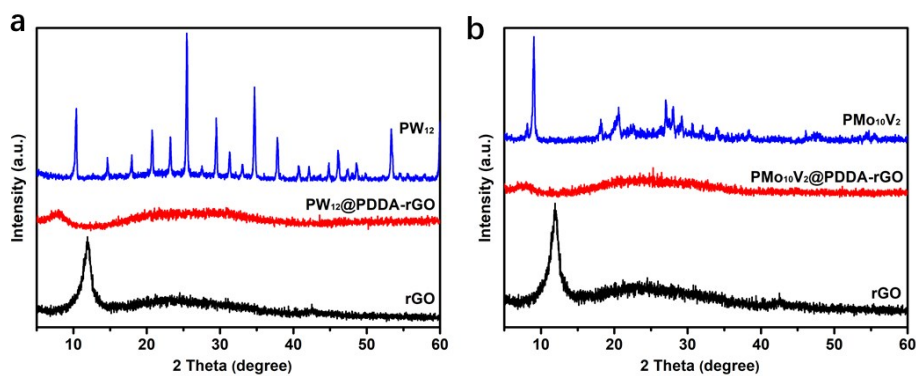 a
PW₁₂
PW₁₂@PDDA-rGO
rGO
Intensity (a.u.)
10 20 30 40 50 60
2 Theta (degree)
b
PMo₁₀V₂
PMo₁₀V₂@PDDA-rGO
rGO
Intensity (a.u.)
10 20 30 40 50 60
2 Theta (degree)